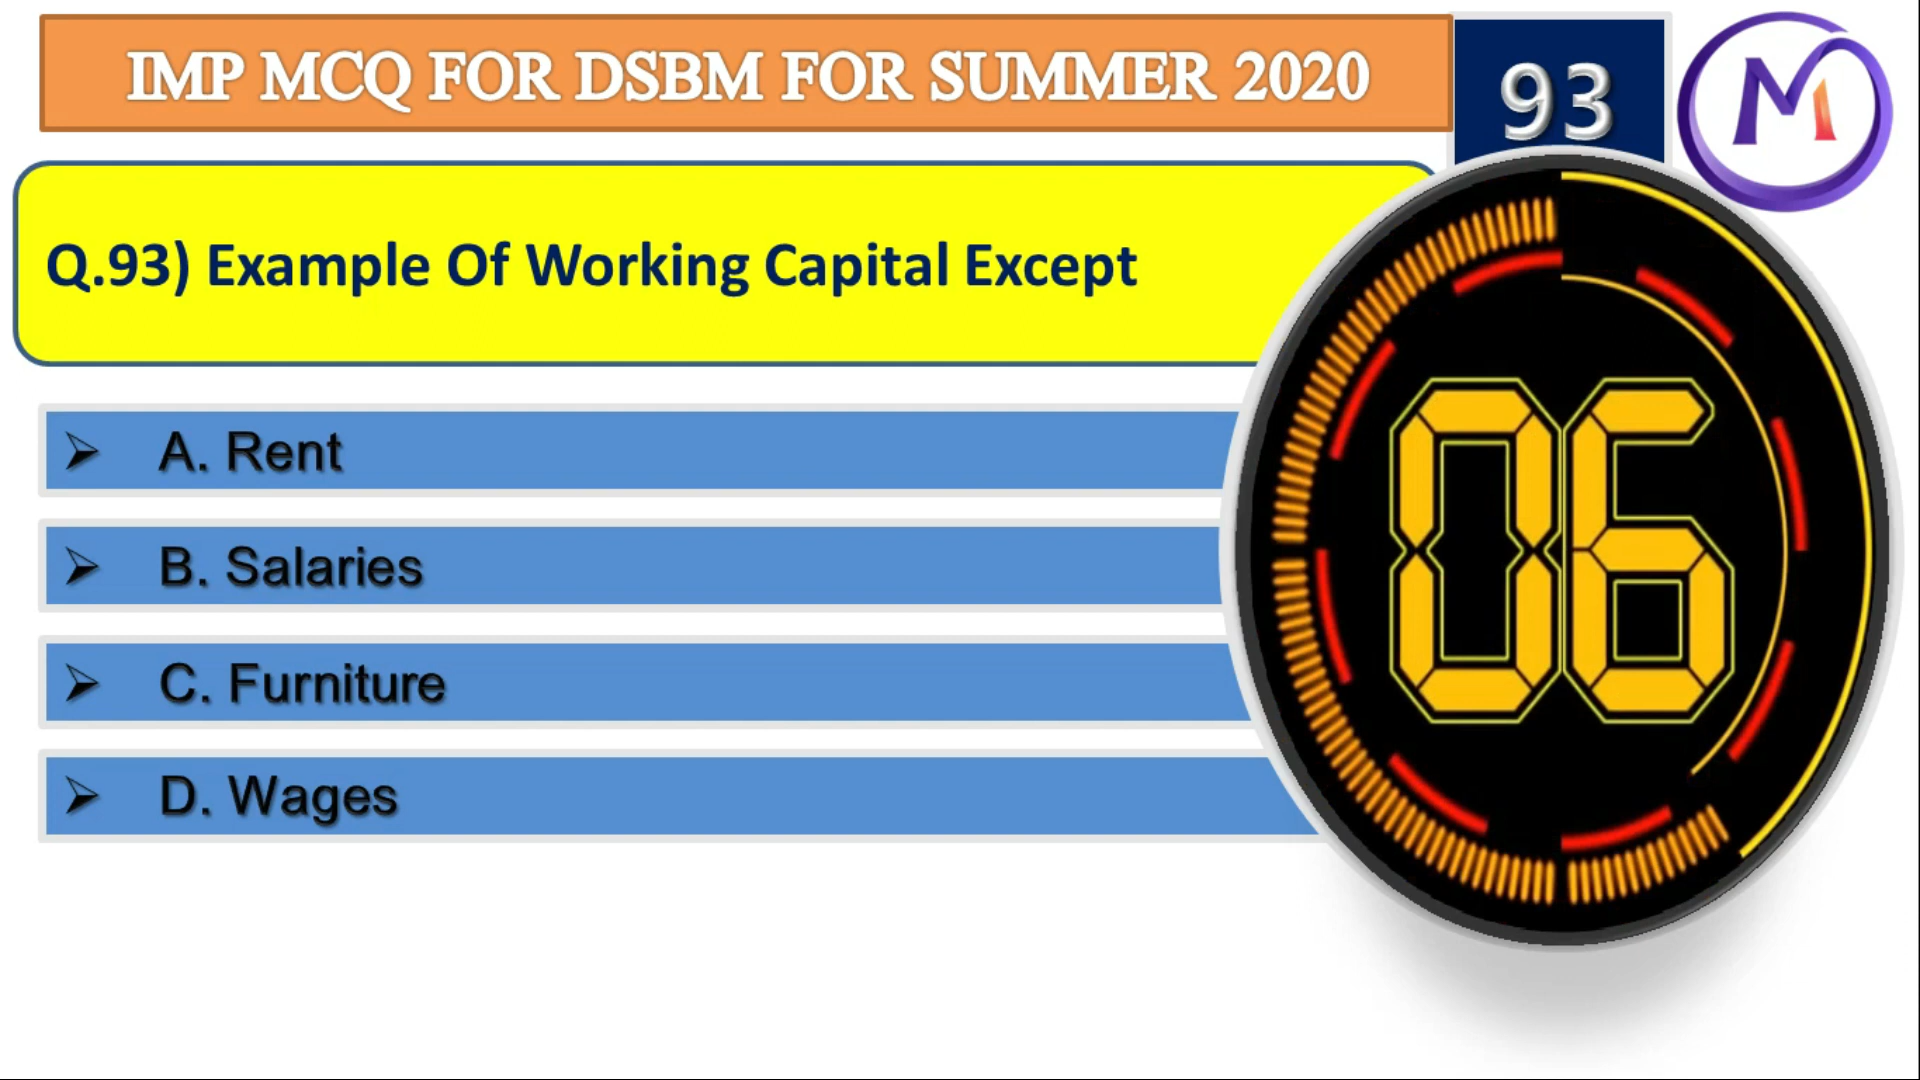 IMP MCQ FOR DSBM FOR SUMMER 2020
93
M
Q.93) Example Of Working Capital Except
06
A. Rent
B. Salaries
C. Furniture
D. Wages